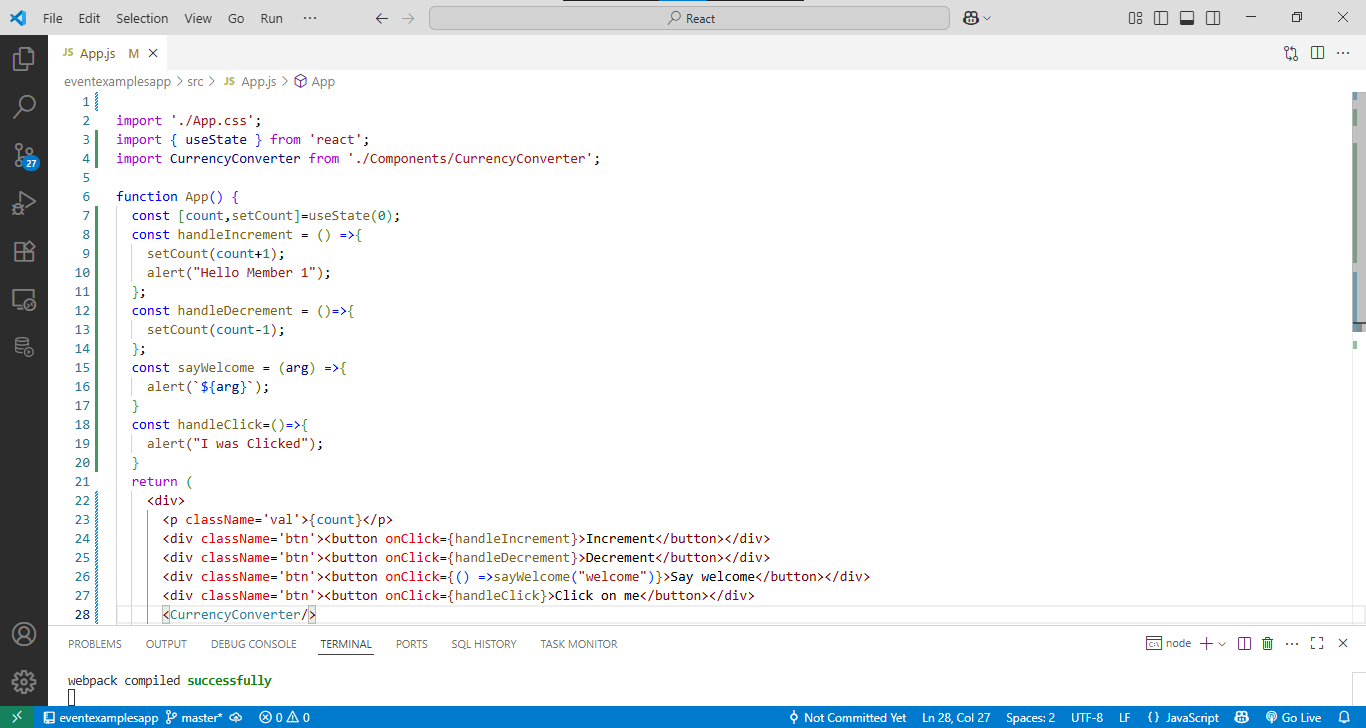 File Edit Selection View Go Run ··· React
JS App.js M
eventexamplesapp > src > JS App.js > App
1
2 import './App.css';
3 import { useState } from 'react';
4 import CurrencyConverter from './Components/CurrencyConverter';
5
6 function App() {
7 const [count,setCount]=useState(0);
8 const handleIncrement = () =>{
9 setCount(count+1);
10 alert("Hello Member 1");
11 };
12 const handleDecrement = ()=>{
13 setCount(count-1);
14 };
15 const sayWelcome = (arg) =>{
16 alert(`${arg}`);
17 }
18 const handleClick=()=>{
19 alert("I was Clicked");
20 }
21 return (
22 <div>
23 <p className='val'>{count}</p>
24 <div className='btn'><button onClick={handleIncrement}>Increment</button></div>
25 <div className='btn'><button onClick={handleDecrement}>Decrement</button></div>
26 <div className='btn'><button onClick={() =>sayWelcome("welcome")}>Say welcome</button></div>
27 <div className='btn'><button onClick={handleClick}>Click on me</button></div>
28 <CurrencyConverter/>
27
PROBLEMS OUTPUT DEBUG CONSOLE TERMINAL PORTS SQL HISTORY TASK MONITOR node
webpack compiled successfully
eventexamplesapp master* 0 0 Not Committed Yet Ln 28, Col 27 Spaces: 2 UTF-8 LF {} JavaScript Go Live